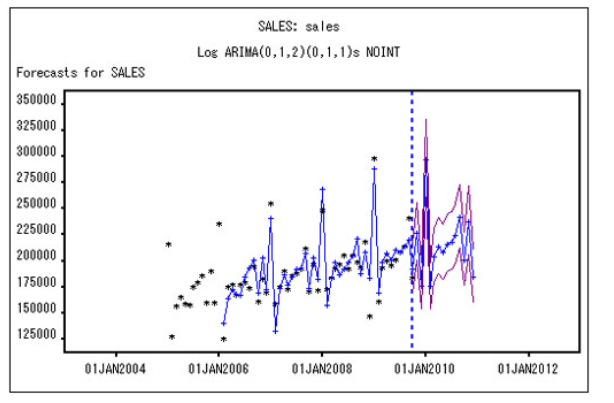 SALES: sales
Log ARIMA(0,1,2)(0,1,1)s NOINT
Forecasts for SALES
350000
325000
300000
275000
250000
225000
200000
175000
150000
125000
01JAN2004 01JAN2006 01JAN2008 01JAN2010 01JAN2012